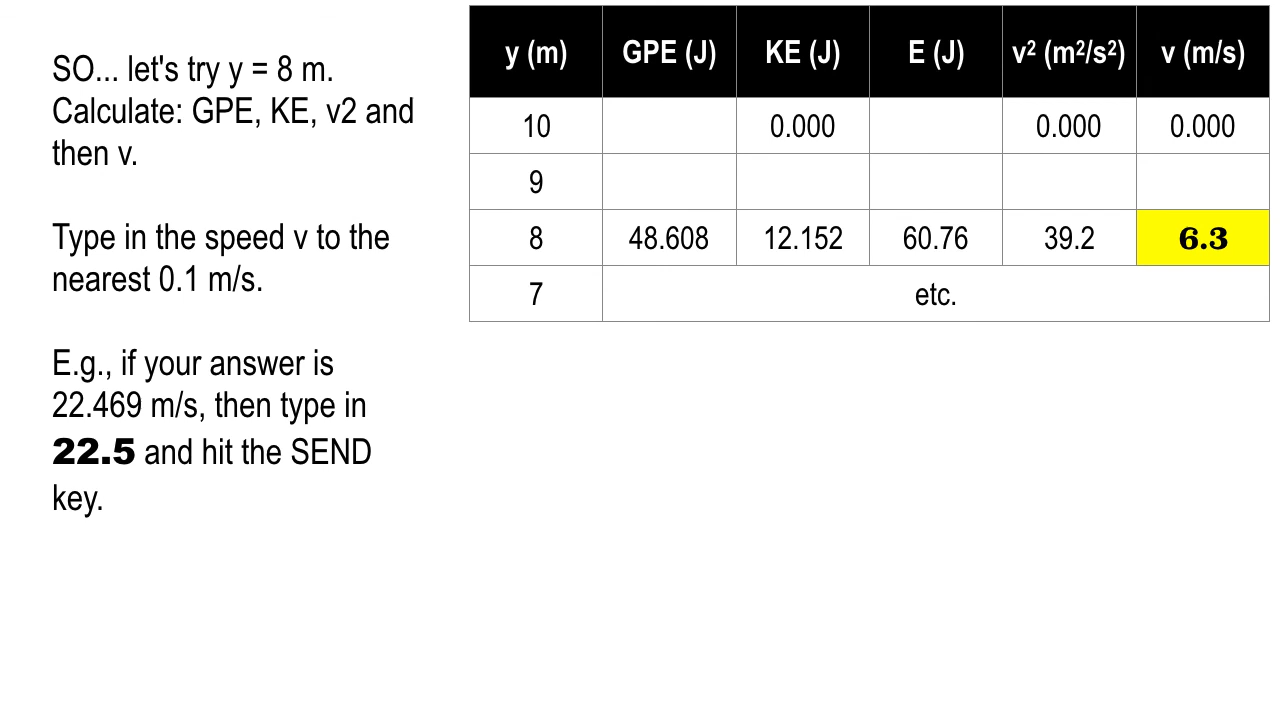 SO... let's try y = 8 m.
Calculate: GPE, KE, v2 and
then v.
Type in the speed v to the
nearest 0.1 m/s.
E.g., if your answer is
22.469 m/s, then type in
22.5 and hit the SEND
key.
y (m) GPE (J) KE (J) E (J) v² (m²/s²) v (m/s)
10 0.000 0.000 0.000
9
8 48.608 12.152 60.76 39.2 6.3
7 etc.